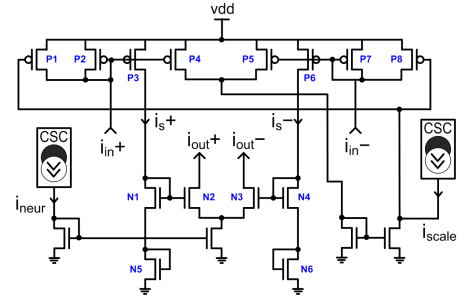 vdd
P1 P2 P3 P4 P5 P6 P7 P8
is+ is−
iin+ iout+ iout− iin−
CSC CSC
N1 N2 N3 N4
ineur iscale
N5 N6